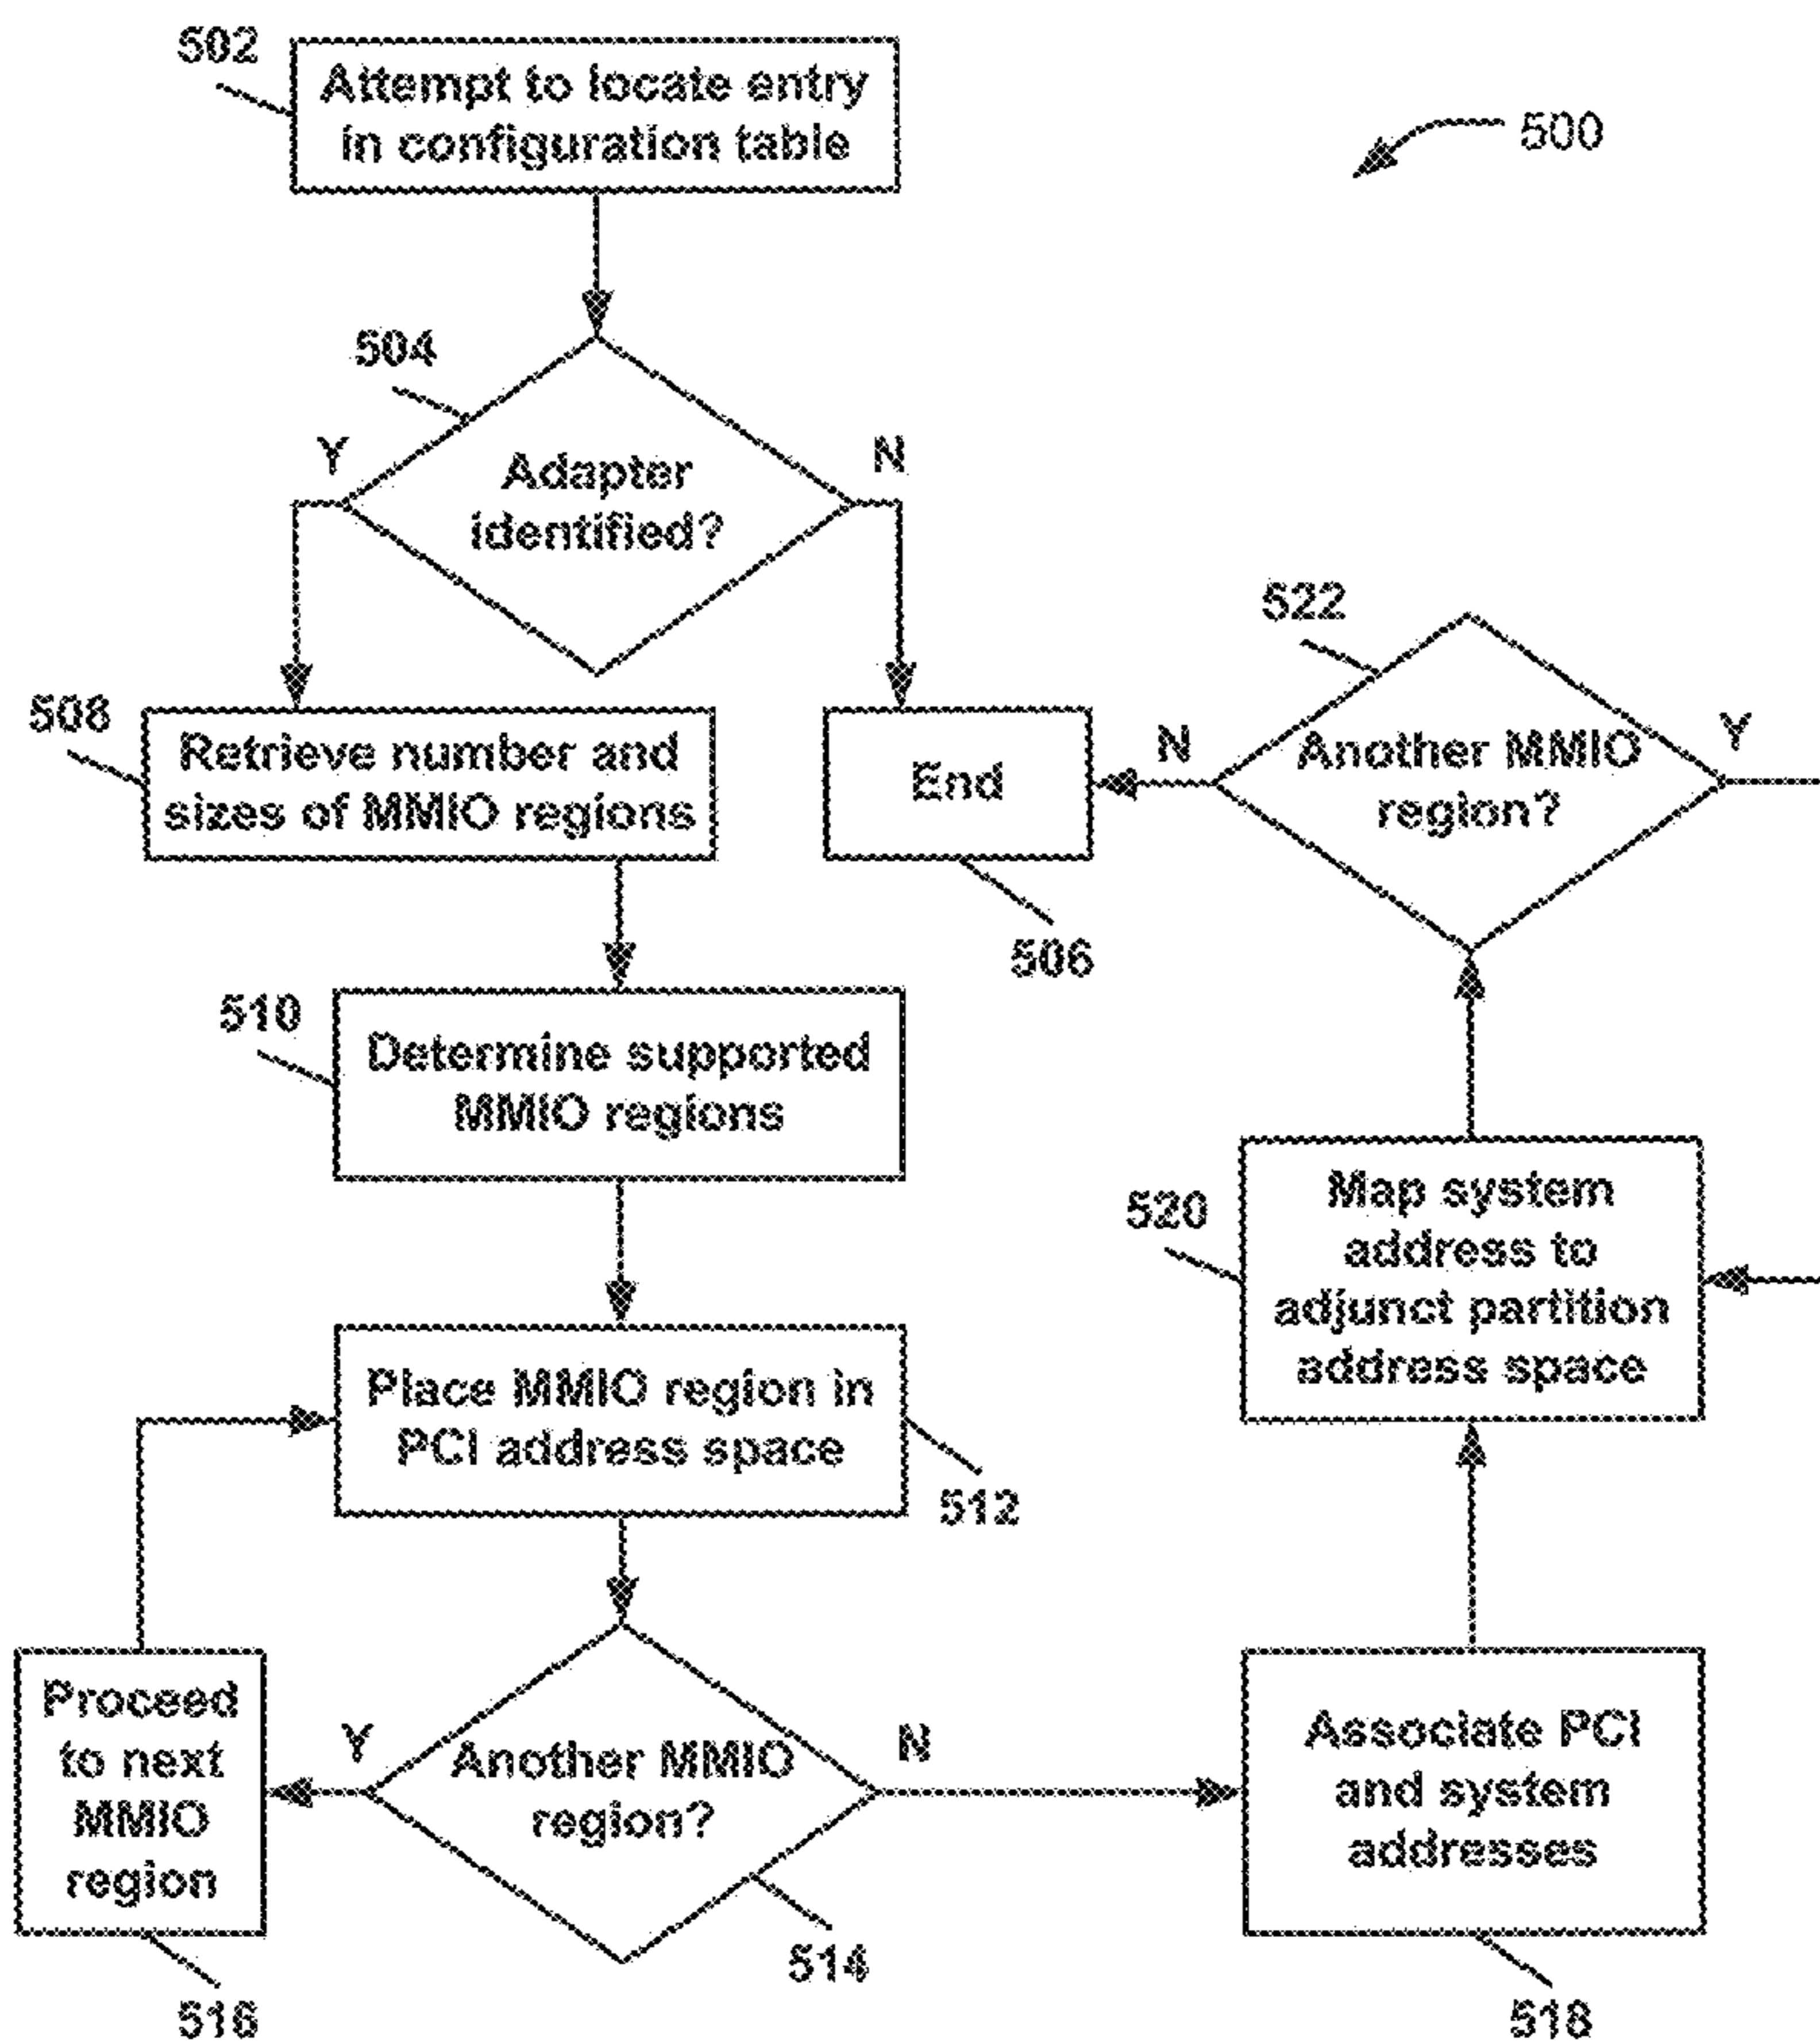 502
Attempt to locate entry
in configuration table
500
504
Y
Adapter
identified?
N
508
Retrieve number and
sizes of MMIO regions
End
506
522
N
Another MMIO
region?
Y
510
Determine supported
MMIO regions
520
Map system
address to
adjunct partition
address space
Place MMIO region in
PCI address space
512
Proceed
to next
MMIO
region
516
Y
Another MMIO
region?
N
514
Associate PCI
and system
addresses
518